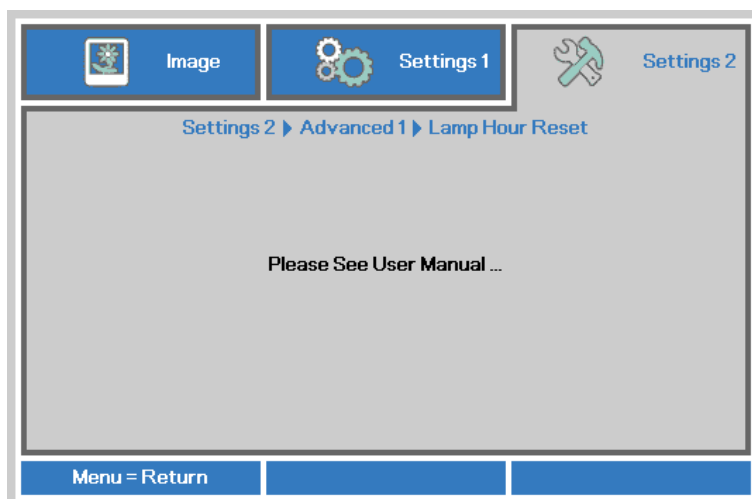 Image
Settings 1
Settings 2
Settings 2 ▶ Advanced 1 ▶ Lamp Hour Reset
Please See User Manual ...
Menu = Return